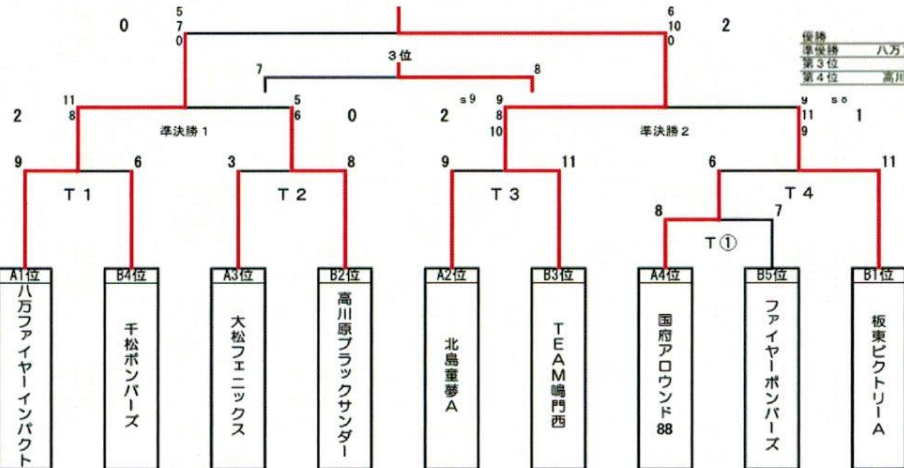 0
5
7
0
6
10
0
2
優勝
準優勝 八万
第3位
第4位 高川
3位
7
8
2
11
8
準決勝1
5
6
0
2
s9
9
8
10
準決勝2
9
11
9
1
9
6
T1
3
8
T2
9
11
T3
6
11
T4
8
7
T①
A1位
B4位
A3位
B2位
A2位
B3位
A4位
B5位
B1位
八万ファイヤーインパクト
千松ボンバーズ
大松フェニックス
高川原ブラックサンダー
北島童夢A
TEAM鳴門西
国府アロウンド88
ファイヤーボンバーズ
板東ビクトリーA